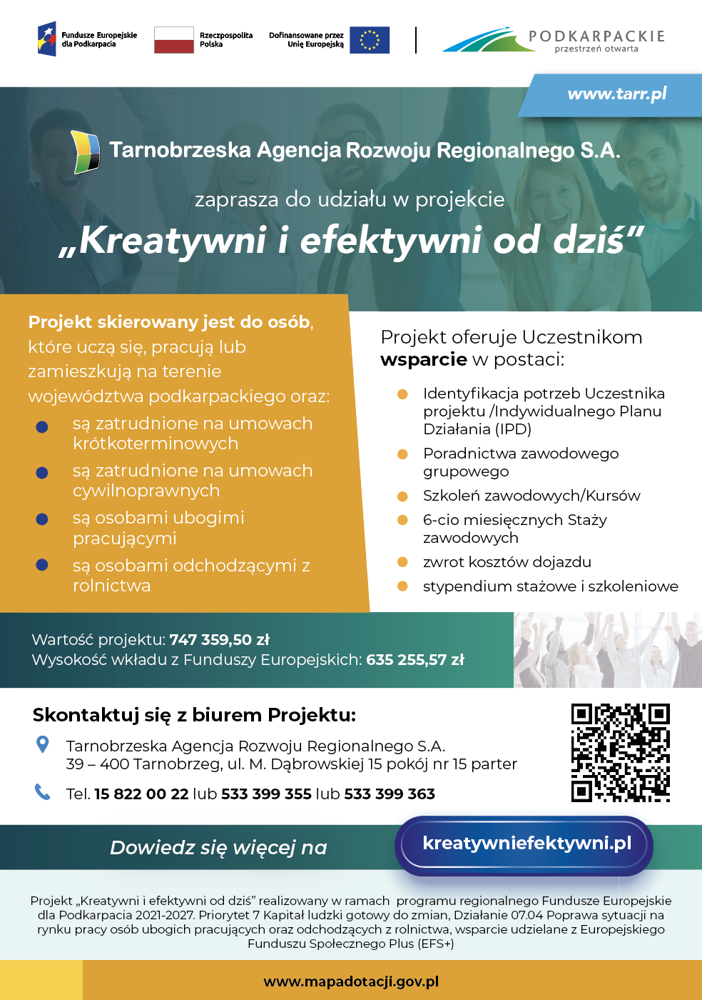 Fundusze Europejskie
dla Podkarpacia
Rzeczpospolita
Polska
Dofinansowane przez
Unię Europejską
PODKARPACKIE
przestrzeń otwarta
www.tarr.pl
Tarnobrzeska Agencja Rozwoju Regionalnego S.A.
zaprasza do udziału w projekcie
„Kreatywni i efektywni od dziś”
Projekt skierowany jest do osób,
które uczą się, pracują lub
zamieszkują na terenie
województwa podkarpackiego oraz:
są zatrudnione na umowach
krótkoterminowych
są zatrudnione na umowach
cywilnoprawnych
są osobami ubogimi
pracującymi
są osobami odchodzącymi z
rolnictwa
Projekt oferuje Uczestnikom
wsparcie w postaci:
Identyfikacja potrzeb Uczestnika
projektu /Indywidualnego Planu
Działania (IPD)
Poradnictwa zawodowego
grupowego
Szkoleń zawodowych/Kursów
6-cio miesięcznych Staży
zawodowych
zwrot kosztów dojazdu
stypendium stażowe i szkoleniowe
Wartość projektu: 747 359,50 zł
Wysokość wkładu z Funduszy Europejskich: 635 255,57 zł
Skontaktuj się z biurem Projektu:
Tarnobrzeska Agencja Rozwoju Regionalnego S.A.
39 – 400 Tarnobrzeg, ul. M. Dąbrowskiej 15 pokój nr 15 parter
Tel. 15 822 00 22 lub 533 399 355 lub 533 399 363
Dowiedz się więcej na
kreatywniefektywni.pl
Projekt „Kreatywni i efektywni od dziś” realizowany w ramach programu regionalnego Fundusze Europejskie
dla Podkarpacia 2021-2027. Priorytet 7 Kapitał ludzki gotowy do zmian, Działanie 07.04 Poprawa sytuacji na
rynku pracy osób ubogich pracujących oraz odchodzących z rolnictwa, wsparcie udzielane z Europejskiego
Funduszu Społecznego Plus (EFS+)
www.mapadotacji.gov.pl